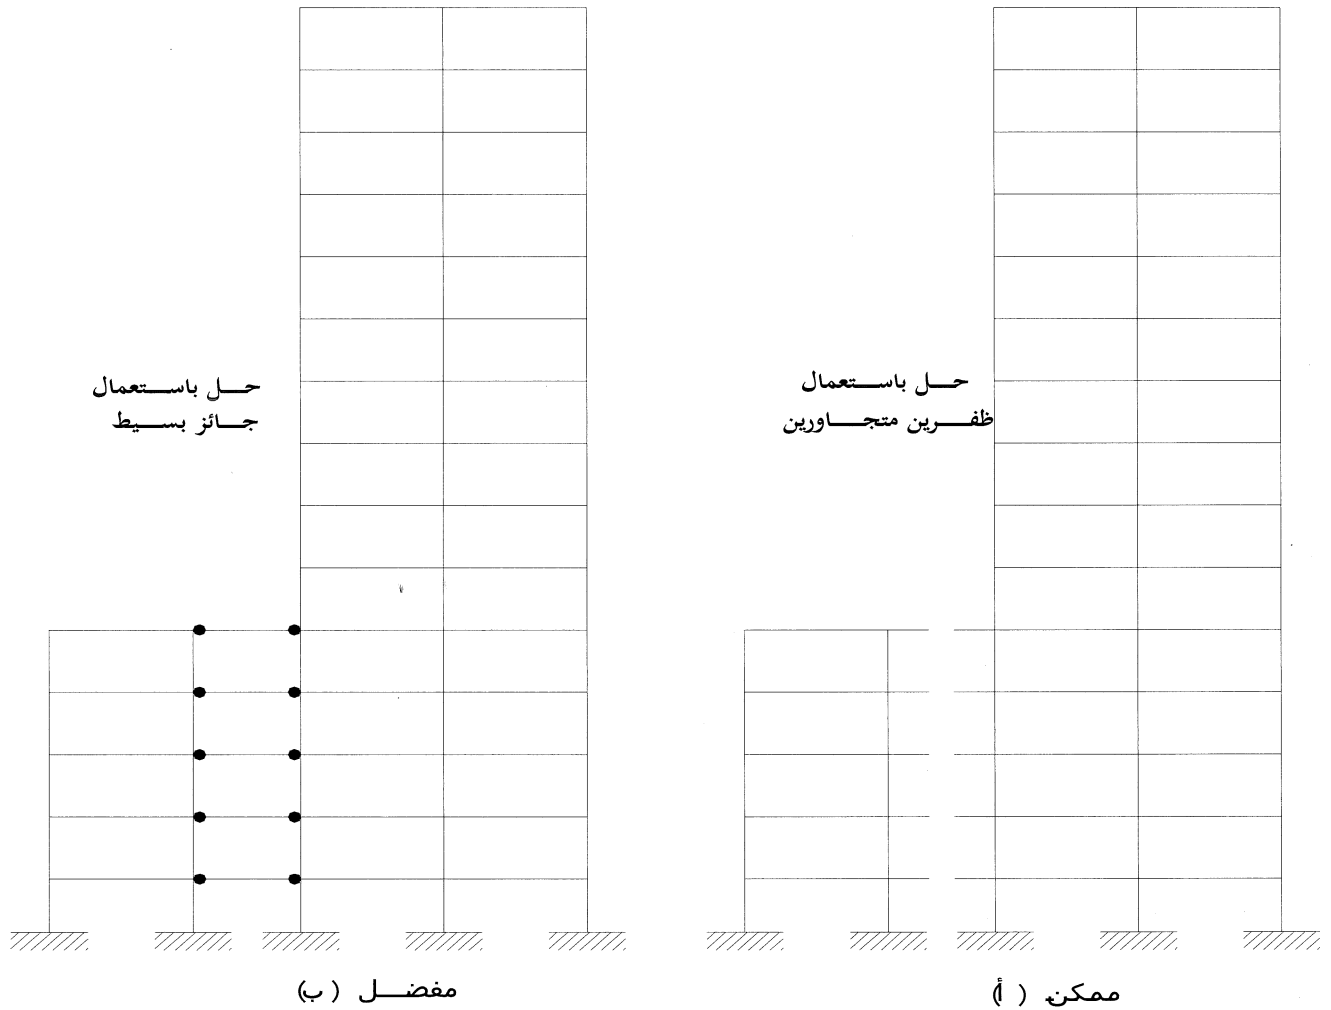 حل باستعمال
ظفرين متجاورين
حل باستعمال
جائز بسيط
ممكن (أ)
مفضل (ب)